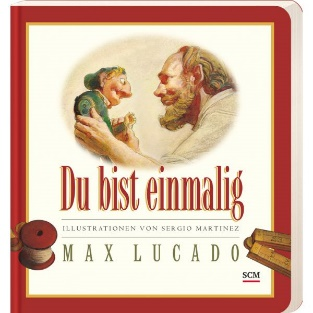 Du bist einmalig
ILLUSTRATIONEN VON SERGIO MARTINEZ
MAX LUCADO
SCM